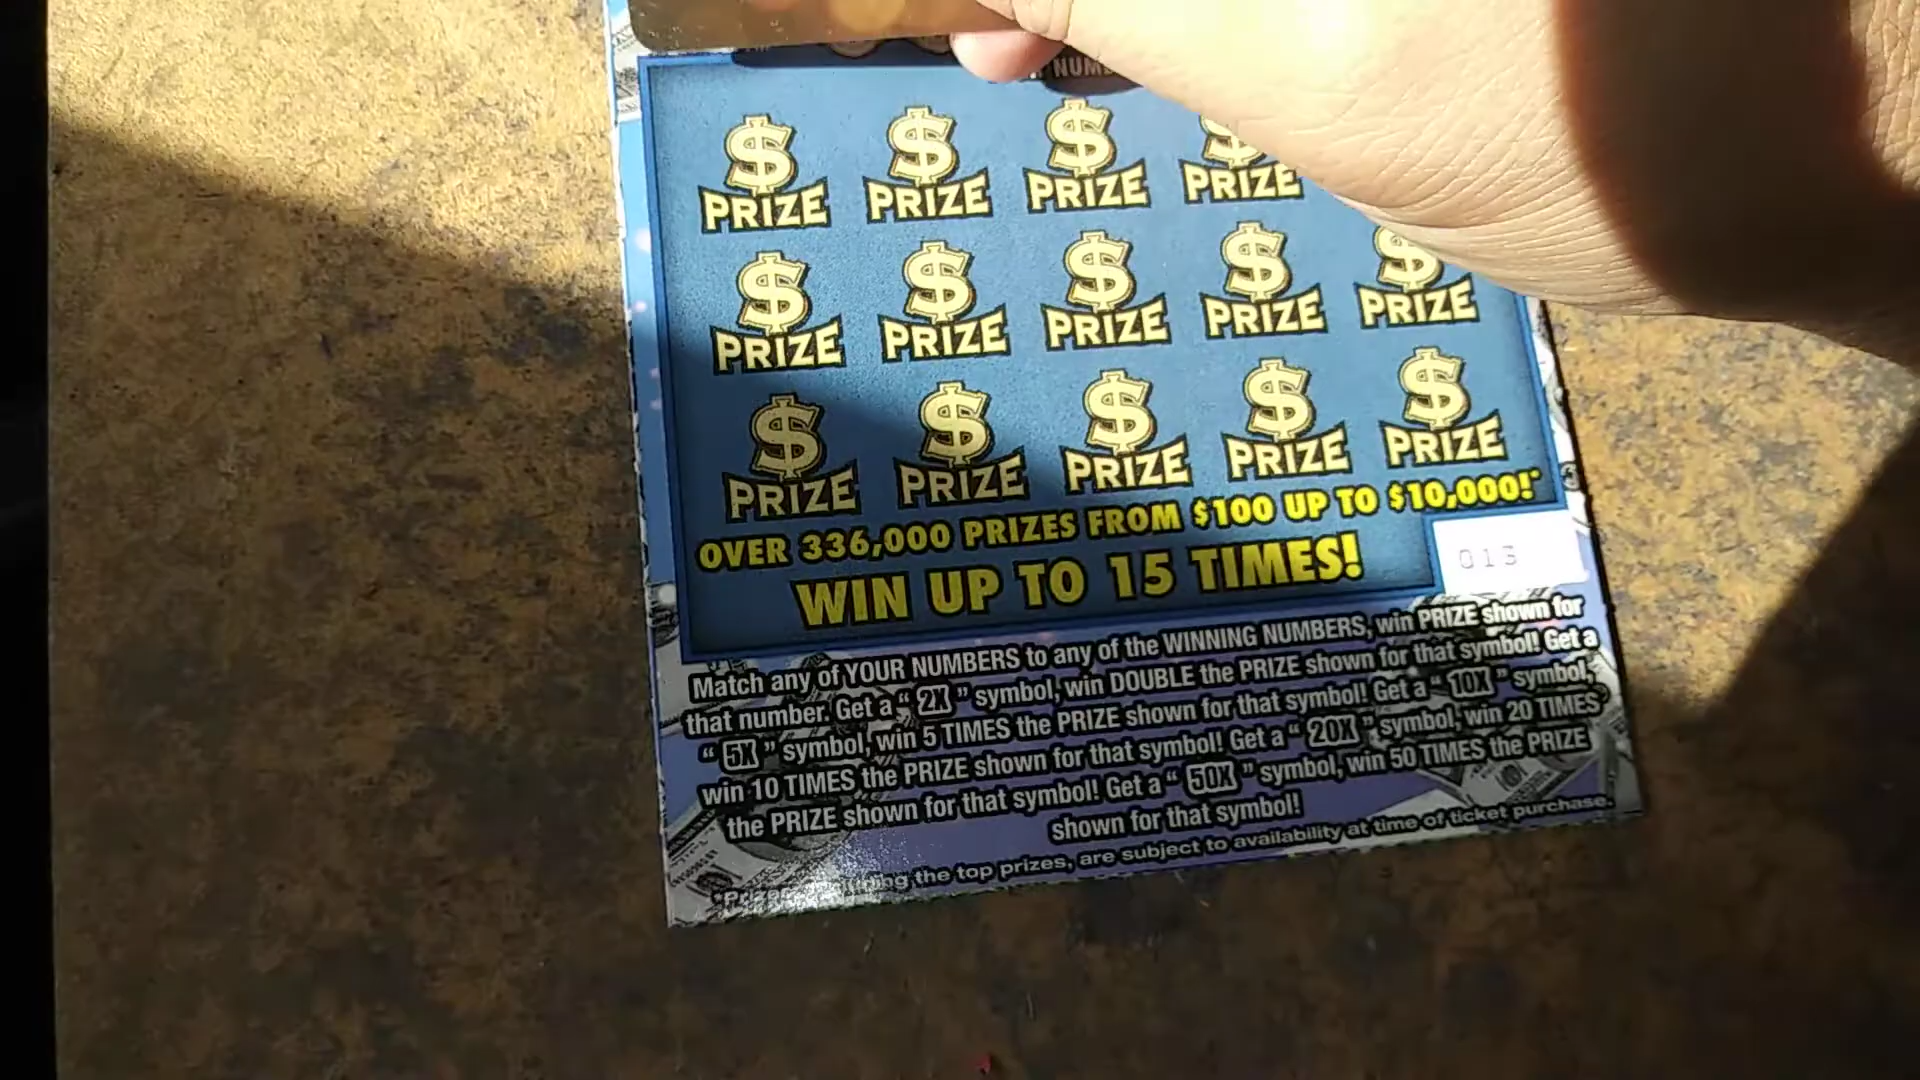 NUM
$ $ $ $
PRIZE PRIZE PRIZE PRIZE
$ $ $ $ $
PRIZE PRIZE PRIZE PRIZE PRIZE
$ $ $ $ $
PRIZE PRIZE PRIZE PRIZE PRIZE
OVER 336,000 PRIZES FROM $100 UP TO $10,000!*
WIN UP TO 15 TIMES!
013
Match any of YOUR NUMBERS to any of the WINNING NUMBERS, win PRIZE shown for
that number. Get a "2X" symbol, win DOUBLE the PRIZE shown for that symbol! Get a
"5X" symbol, win 5 TIMES the PRIZE shown for that symbol! Get a "10X" symbol,
win 10 TIMES the PRIZE shown for that symbol! Get a "20X" symbol, win 20 TIMES
the PRIZE shown for that symbol! Get a "50X" symbol, win 50 TIMES the PRIZE
shown for that symbol!
the top prizes, are subject to availability at time of ticket purchase.